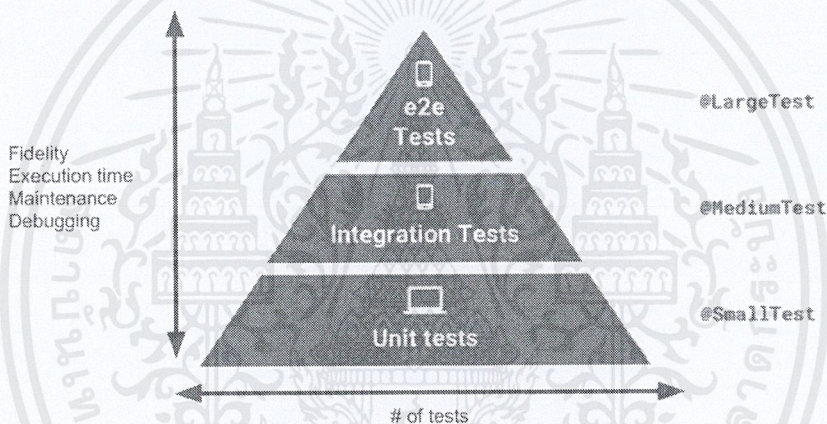 e2e
Tests
@LargeTest
Fidelity
Execution time
Maintenance
Debugging
Integration Tests
@MediumTest
Unit tests
@SmallTest
# of tests